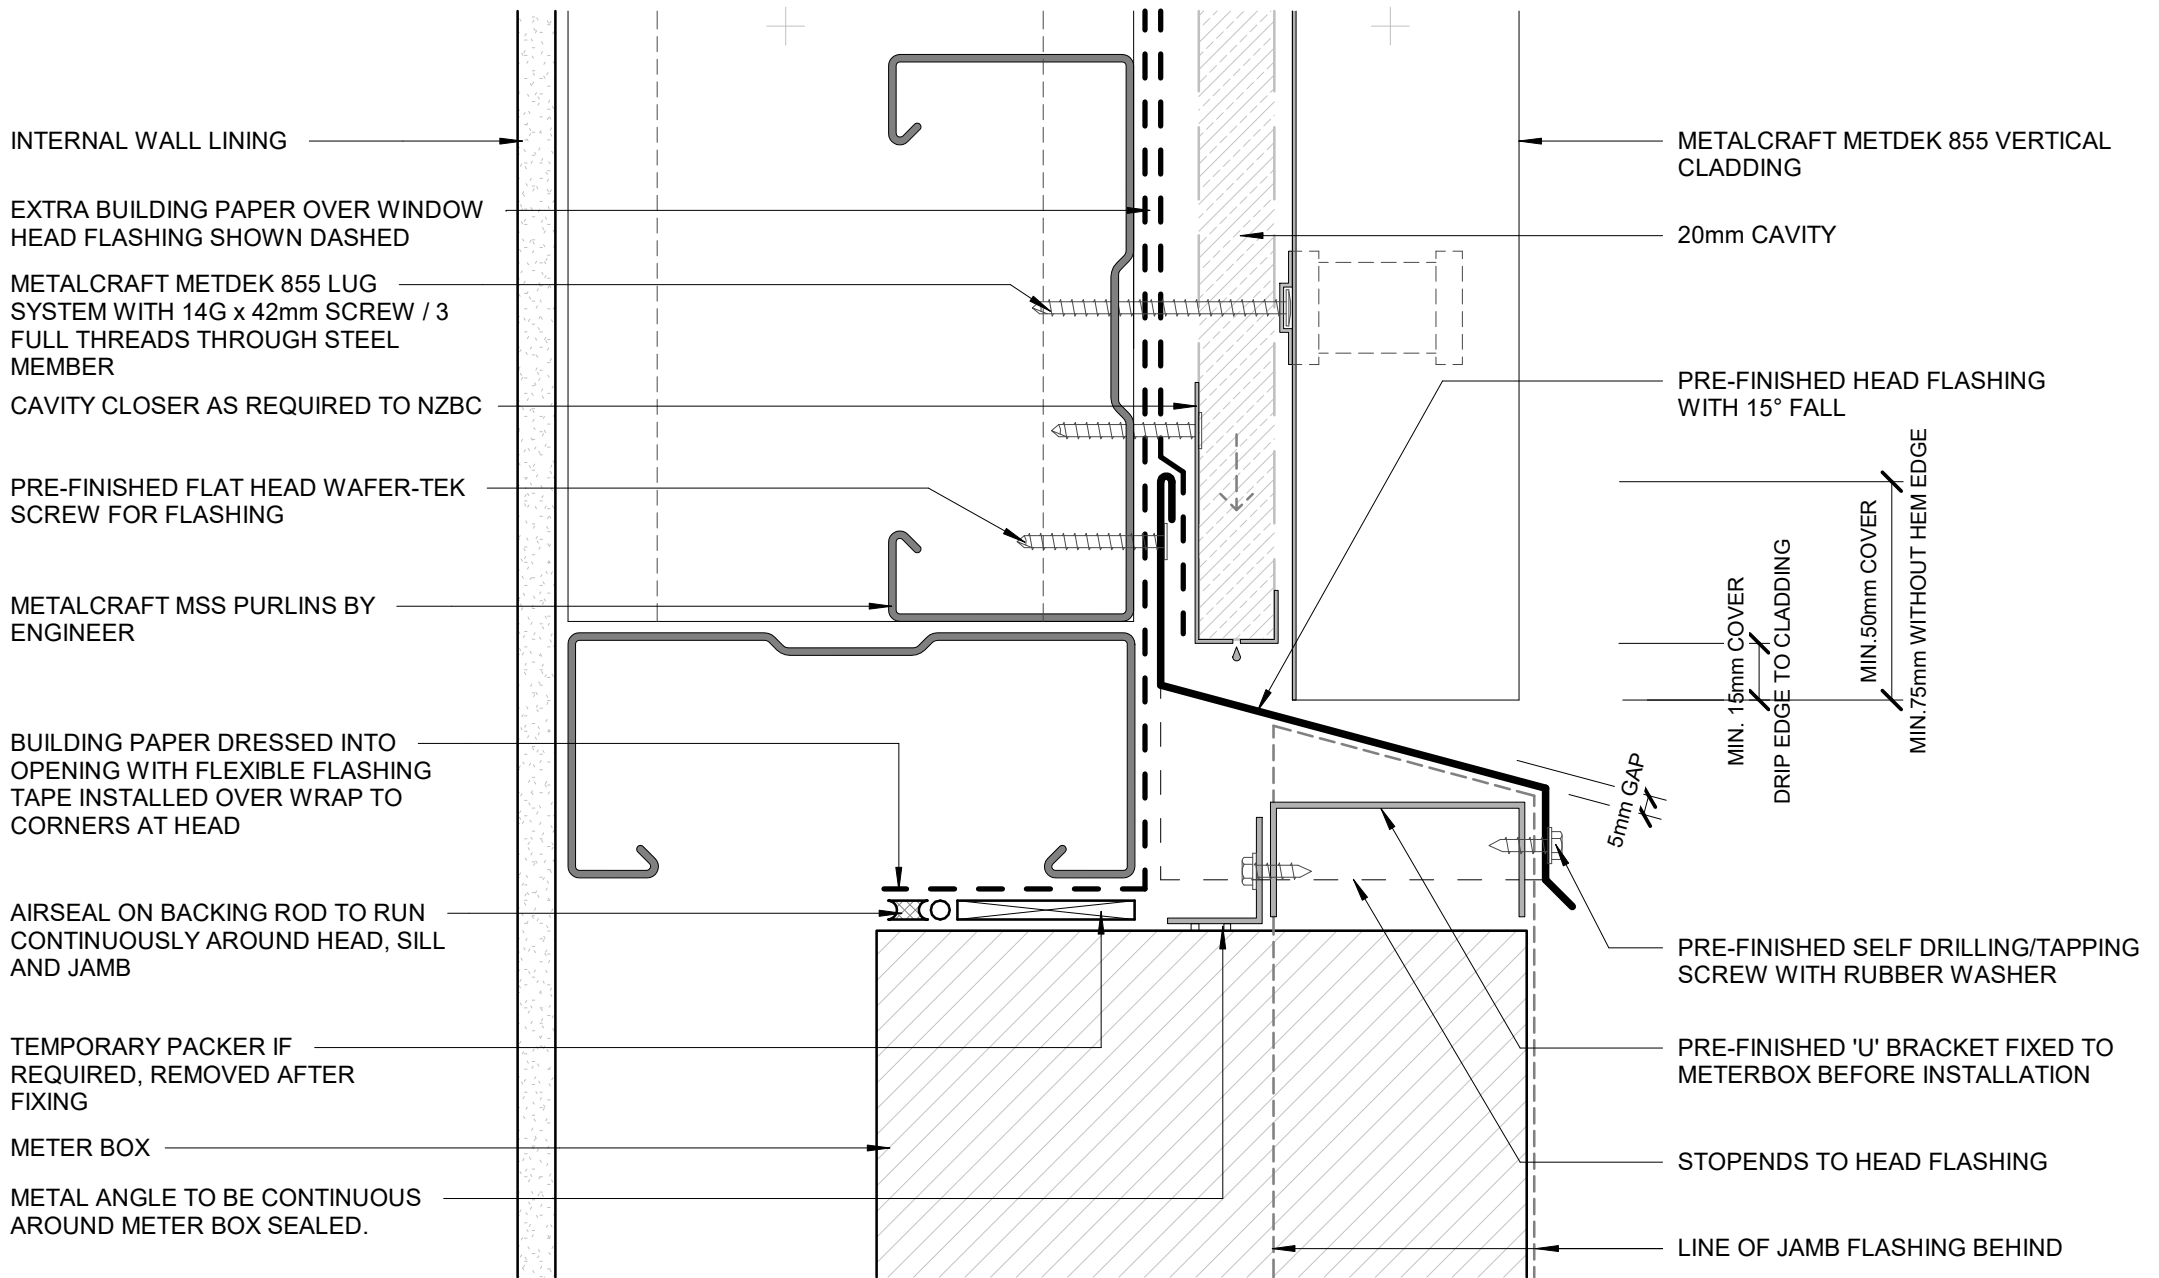 INTERNAL WALL LINING
EXTRA BUILDING PAPER OVER WINDOW
HEAD FLASHING SHOWN DASHED
METALCRAFT METDEK 855 LUG
SYSTEM WITH 14G x 42mm SCREW / 3
FULL THREADS THROUGH STEEL
MEMBER
CAVITY CLOSER AS REQUIRED TO NZBC
PRE-FINISHED FLAT HEAD WAFER-TEK
SCREW FOR FLASHING
METALCRAFT MSS PURLINS BY
ENGINEER
BUILDING PAPER DRESSED INTO
OPENING WITH FLEXIBLE FLASHING
TAPE INSTALLED OVER WRAP TO
CORNERS AT HEAD
AIRSEAL ON BACKING ROD TO RUN
CONTINUOUSLY AROUND HEAD, SILL
AND JAMB
TEMPORARY PACKER IF
REQUIRED, REMOVED AFTER
FIXING
METER BOX
METAL ANGLE TO BE CONTINUOUS
AROUND METER BOX SEALED.
METALCRAFT METDEK 855 VERTICAL
CLADDING
20mm CAVITY
PRE-FINISHED HEAD FLASHING
WITH 15° FALL
MIN. 15mm COVER
DRIP EDGE TO CLADDING
MIN.50mm COVER
MIN.75mm WITHOUT HEM EDGE
5mm GAP
PRE-FINISHED SELF DRILLING/TAPPING
SCREW WITH RUBBER WASHER
PRE-FINISHED 'U' BRACKET FIXED TO
METERBOX BEFORE INSTALLATION
STOPENDS TO HEAD FLASHING
LINE OF JAMB FLASHING BEHIND